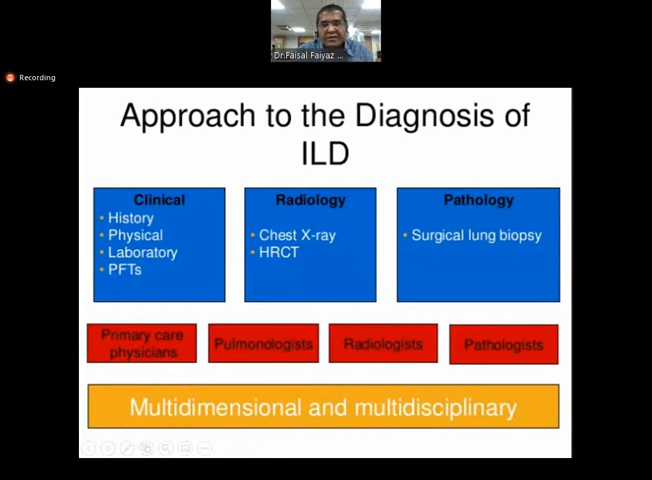 Dr.Faisal Faiyaz ...
Recording
Approach to the Diagnosis of
ILD
Clinical
• History
• Physical
• Laboratory
• PFTs
Radiology
• Chest X-ray
• HRCT
Pathology
• Surgical lung biopsy
Primary care
physicians
Pulmonologists
Radiologists
Pathologists
Multidimensional and multidisciplinary